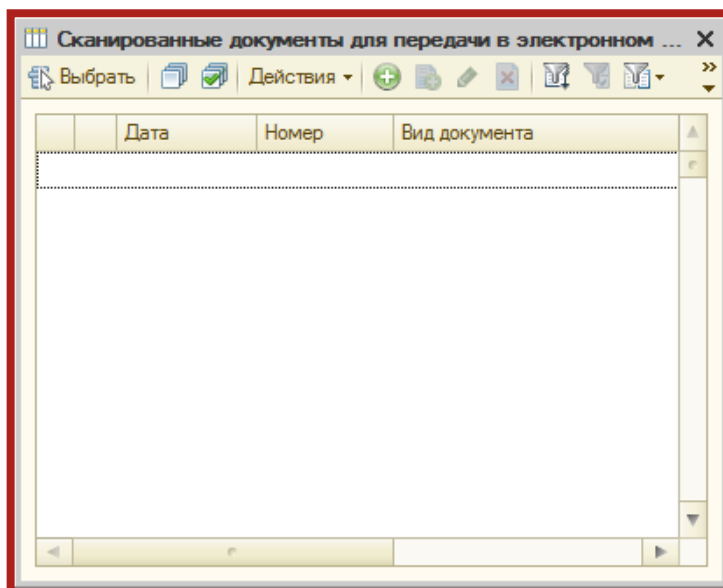 Сканированные документы для передачи в электронном ...
Выбрать Действия
Дата Номер Вид документа